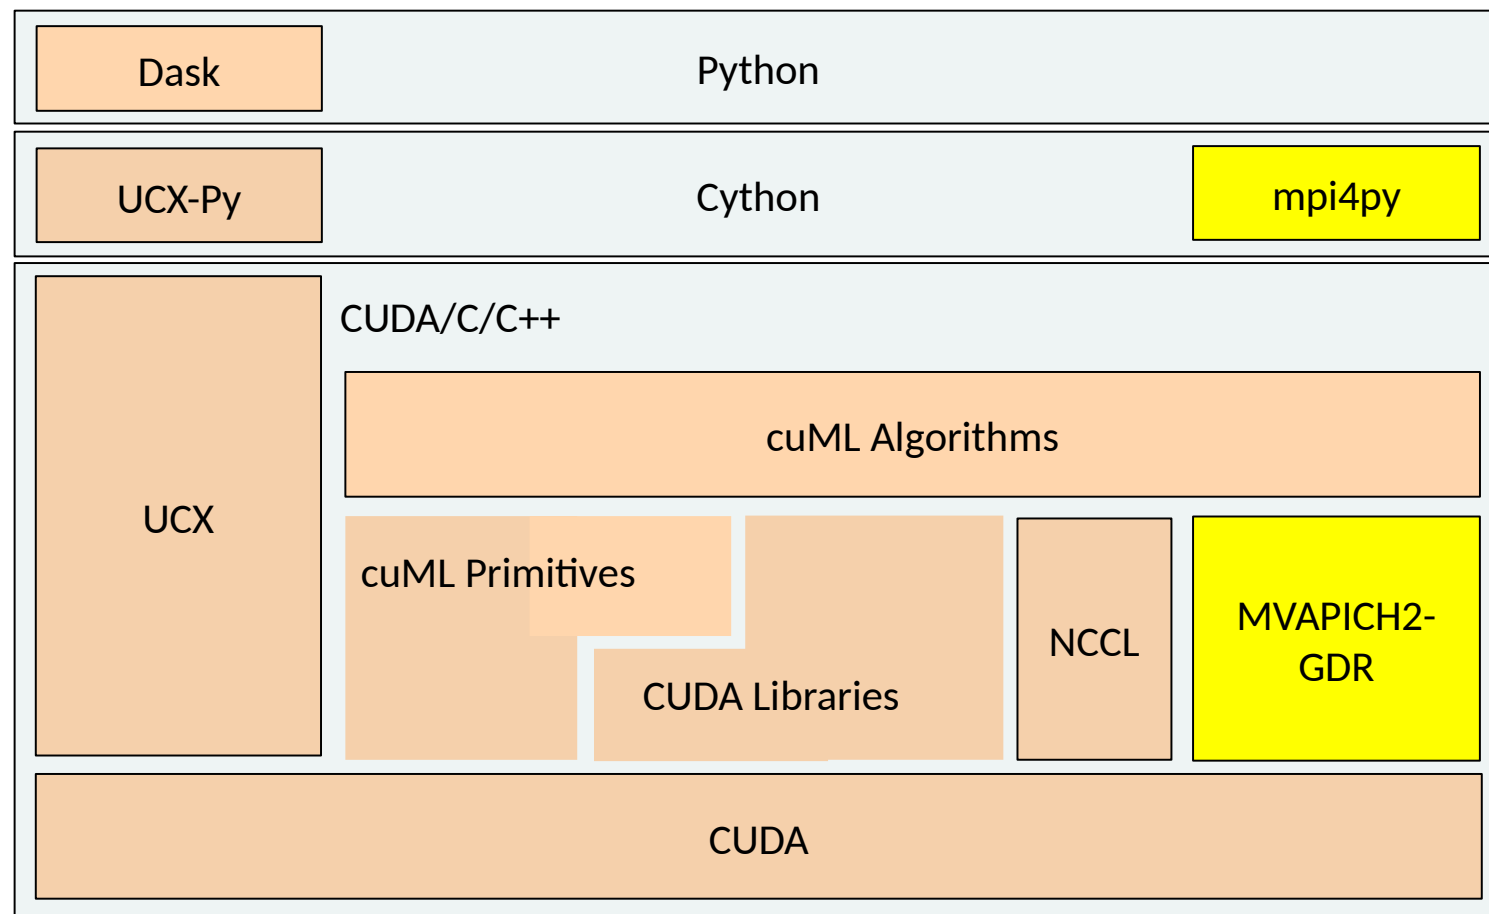 Dask
Python
UCX-Py
Cython
mpi4py
CUDA/C/C++
cuML Algorithms
UCX
cuML Primitives
CUDA Libraries
NCCL
MVAPICH2-
GDR
CUDA